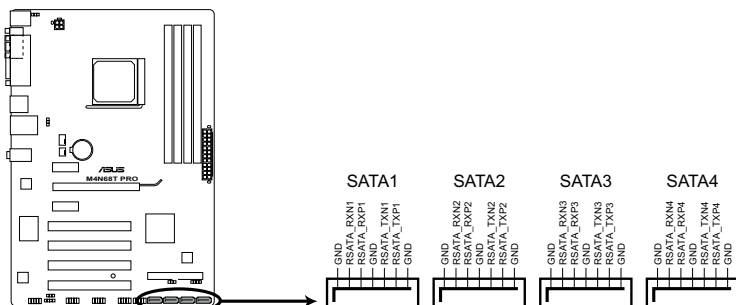 ASUS
M4N68T PRO
SATA1
GND
RSATA_RXN1
RSATA_RXP1
GND
RSATA_TXN1
RSATA_TXP1
GND
SATA2
GND
RSATA_RXN2
RSATA_RXP2
GND
RSATA_TXN2
RSATA_TXP2
GND
SATA3
GND
RSATA_RXN3
RSATA_RXP3
GND
RSATA_TXN3
RSATA_TXP3
GND
SATA4
GND
RSATA_RXN4
RSATA_RXP4
GND
RSATA_TXN4
RSATA_TXP4
GND